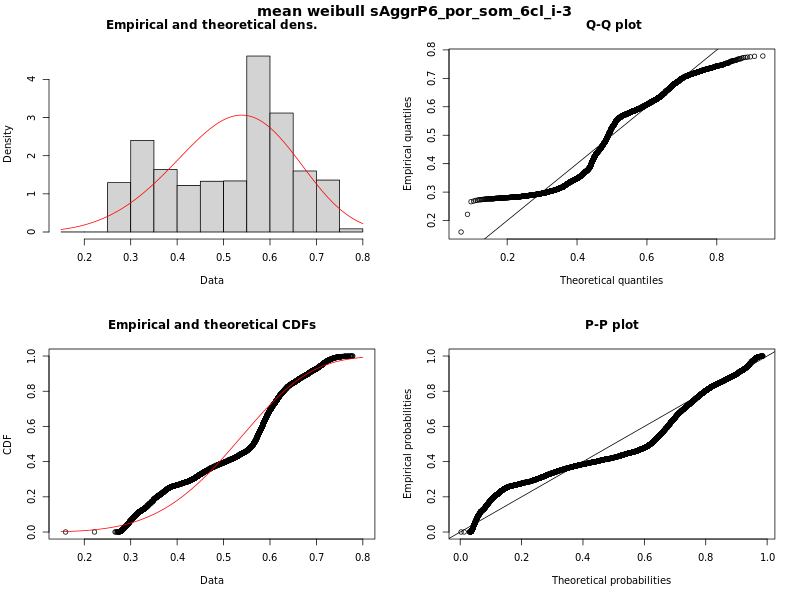 mean weibull sAggrP6_por_som_6cl_i-3
Empirical and theoretical dens.
Density
0 1 2 3 4
0.2 0.3 0.4 0.5 0.6 0.7 0.8
Data
Q-Q plot
Empirical quantiles
0.2 0.3 0.4 0.5 0.6 0.7 0.8
0.2 0.4 0.6 0.8
Theoretical quantiles
Empirical and theoretical CDFs
CDF
0.0 0.2 0.4 0.6 0.8 1.0
0.2 0.3 0.4 0.5 0.6 0.7 0.8
Data
P-P plot
Empirical probabilities
0.0 0.2 0.4 0.6 0.8 1.0
0.0 0.2 0.4 0.6 0.8 1.0
Theoretical probabilities